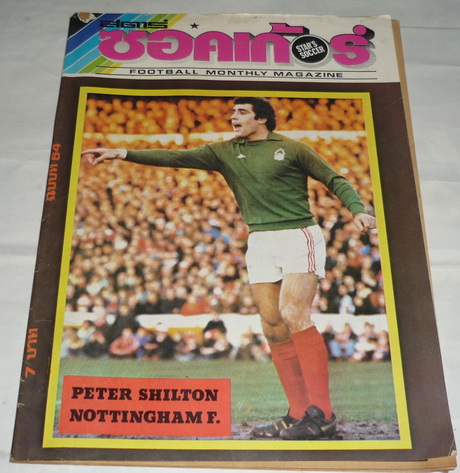 สตาร์
ซอคเก้อร์
STAR'S
SOCCER
FOOTBALL MONTHLY MAGAZINE
ฉบับที่ 64
7 บาท
PETER SHILTON
NOTTINGHAM F.